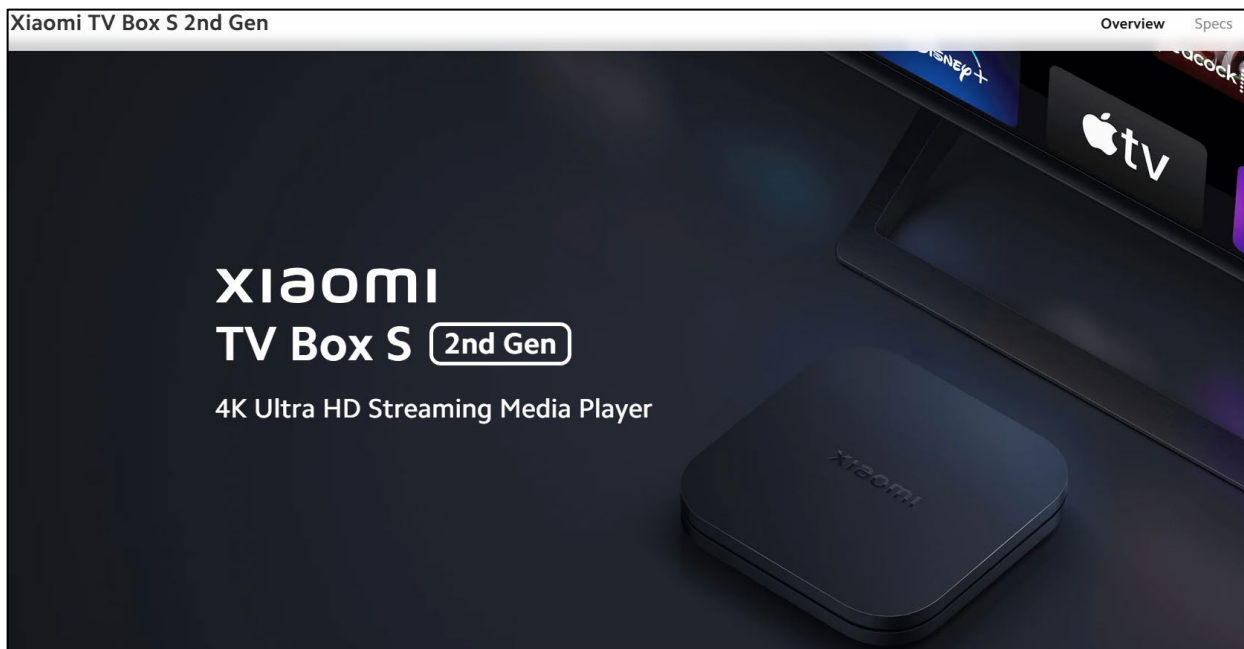 Xiaomi TV Box S 2nd Gen
Overview Specs
DISNEY+
tv
xiaomi
TV Box S 2nd Gen
4K Ultra HD Streaming Media Player
xiaomi